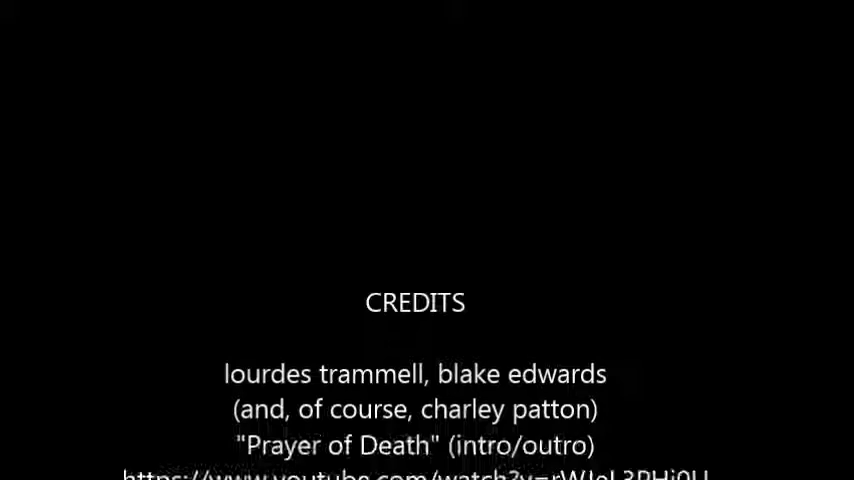 CREDITS
lourdes trammell, blake edwards
(and, of course, charley patton)
"Prayer of Death" (intro/outro)